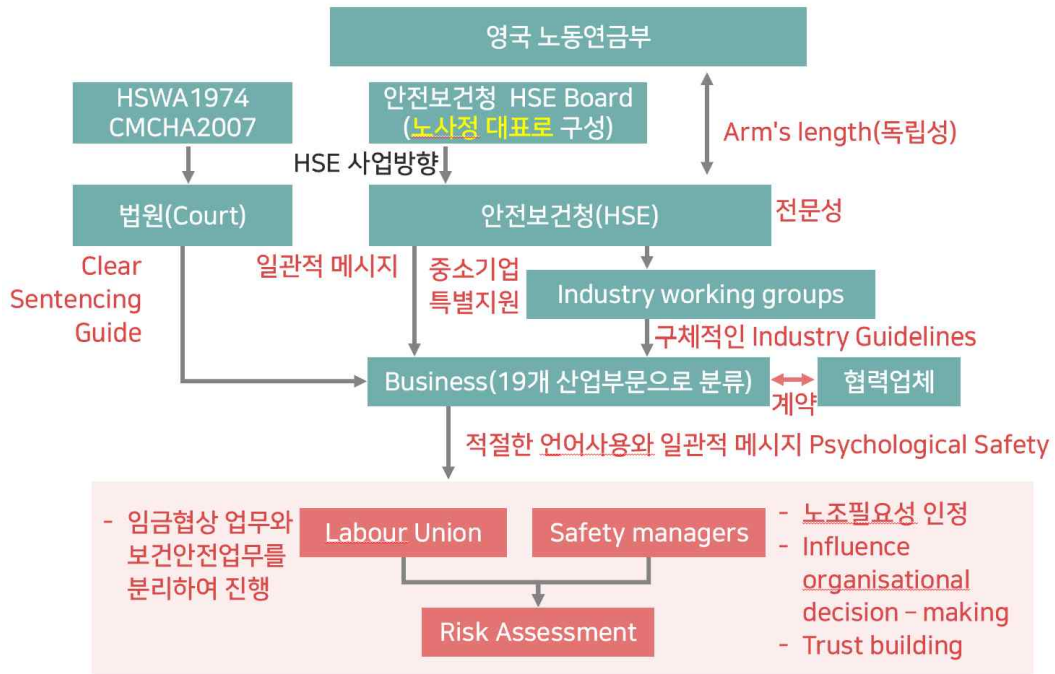 영국 노동연금부
HSWA1974
CMCHA2007
안전보건청 HSE Board
(노사정 대표로 구성)
Arm's length(독립성)
HSE 사업방향
법원(Court)
안전보건청(HSE)
전문성
Clear
Sentencing
Guide
일관적 메시지
중소기업
특별지원
Industry working groups
구체적인 Industry Guidelines
Business(19개 산업부문으로 분류)
계약
협력업체
적절한 언어사용와 일관적 메시지 Psychological Safety
- 임금협상 업무와
보건안전업무를
분리하여 진행
Labour Union
Safety managers
- 노조필요성 인정
- Influence
organisational
decision – making
- Trust building
Risk Assessment